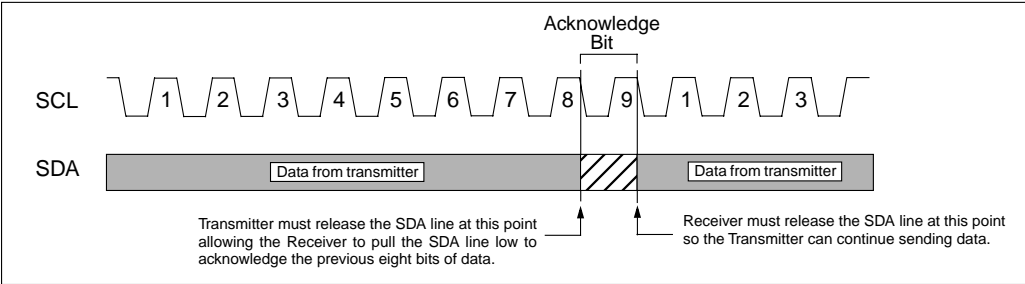 Acknowledge
Bit
SCL 1 2 3 4 5 6 7 8 9 1 2 3
SDA Data from transmitter Data from transmitter
Transmitter must release the SDA line at this point
allowing the Receiver to pull the SDA line low to
acknowledge the previous eight bits of data.
Receiver must release the SDA line at this point
so the Transmitter can continue sending data.